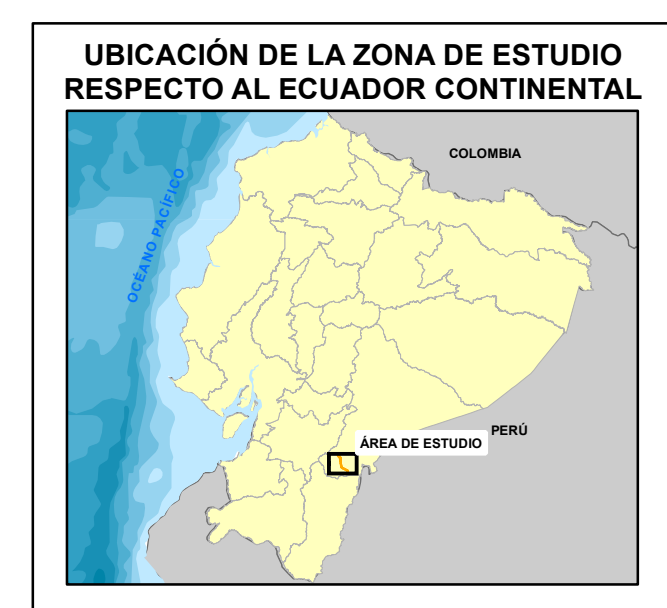 UBICACIÓN DE LA ZONA DE ESTUDIO
RESPECTO AL ECUADOR CONTINENTAL
COLOMBIA
OCÉANO PACÍFICO
PERÚ
ÁREA DE ESTUDIO